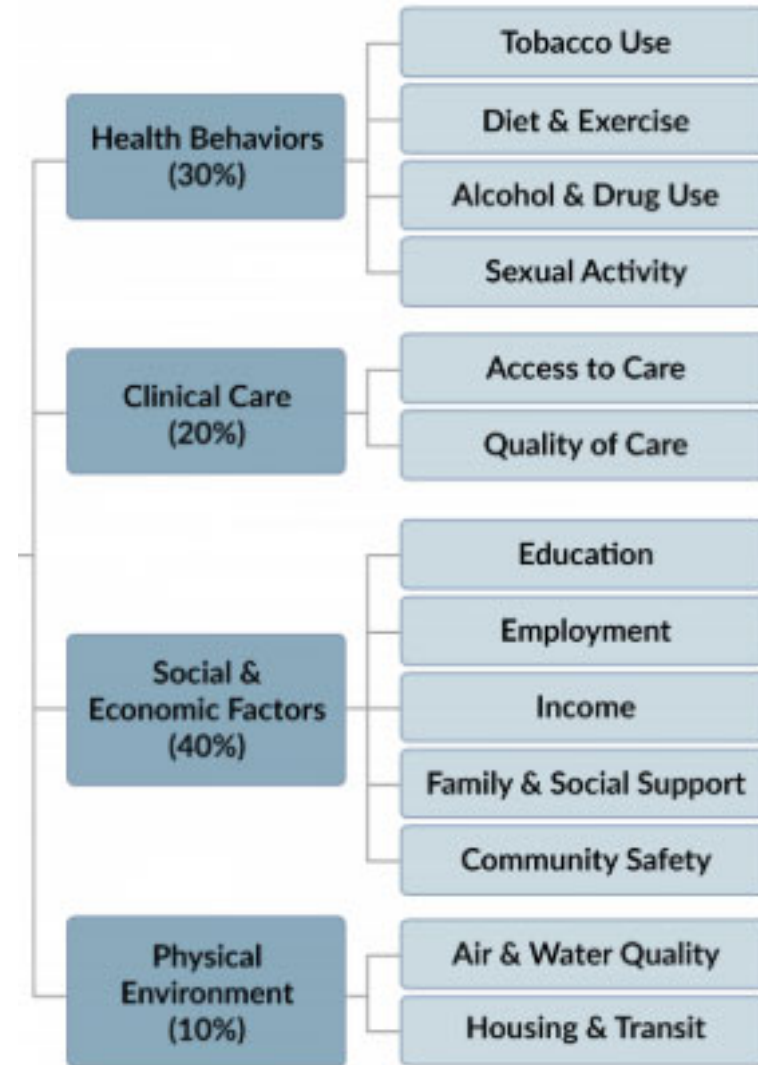 Health Behaviors
(30%)
Tobacco Use
Diet & Exercise
Alcohol & Drug Use
Sexual Activity
Clinical Care
(20%)
Access to Care
Quality of Care
Social &
Economic Factors
(40%)
Education
Employment
Income
Family & Social Support
Community Safety
Physical
Environment
(10%)
Air & Water Quality
Housing & Transit